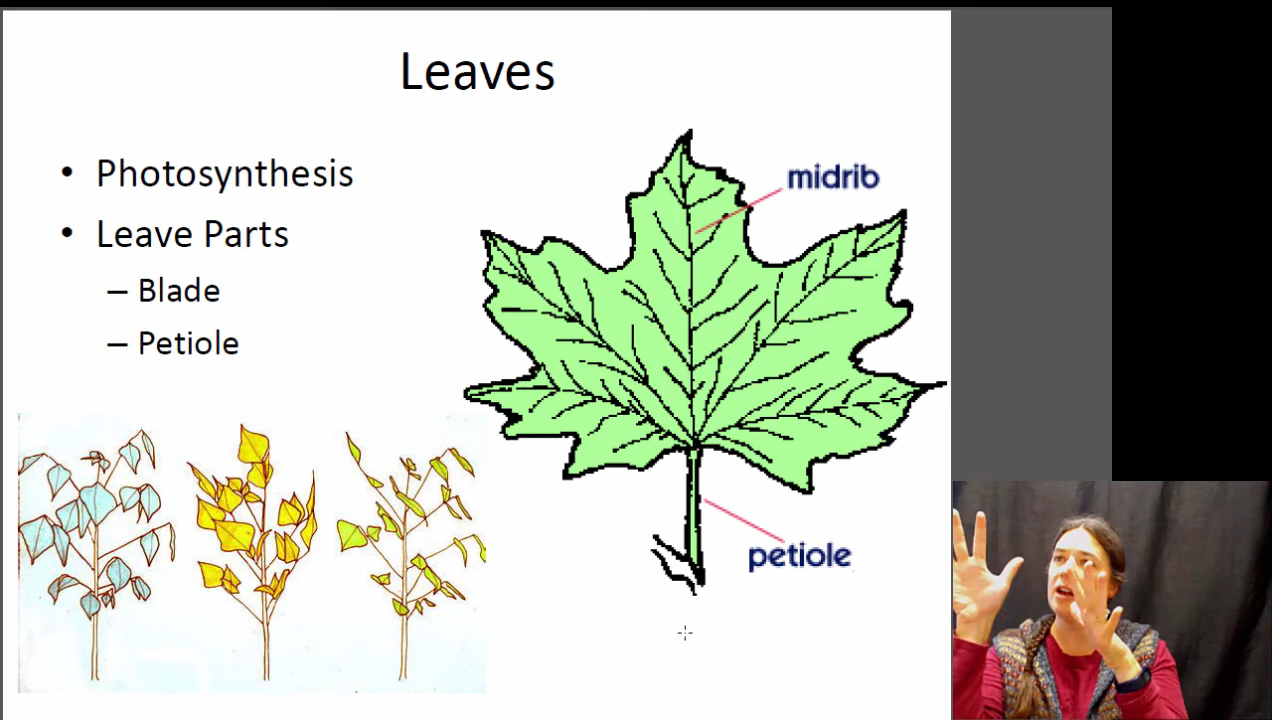 Leaves
• Photosynthesis
• Leave Parts
– Blade
– Petiole
midrib
petiole